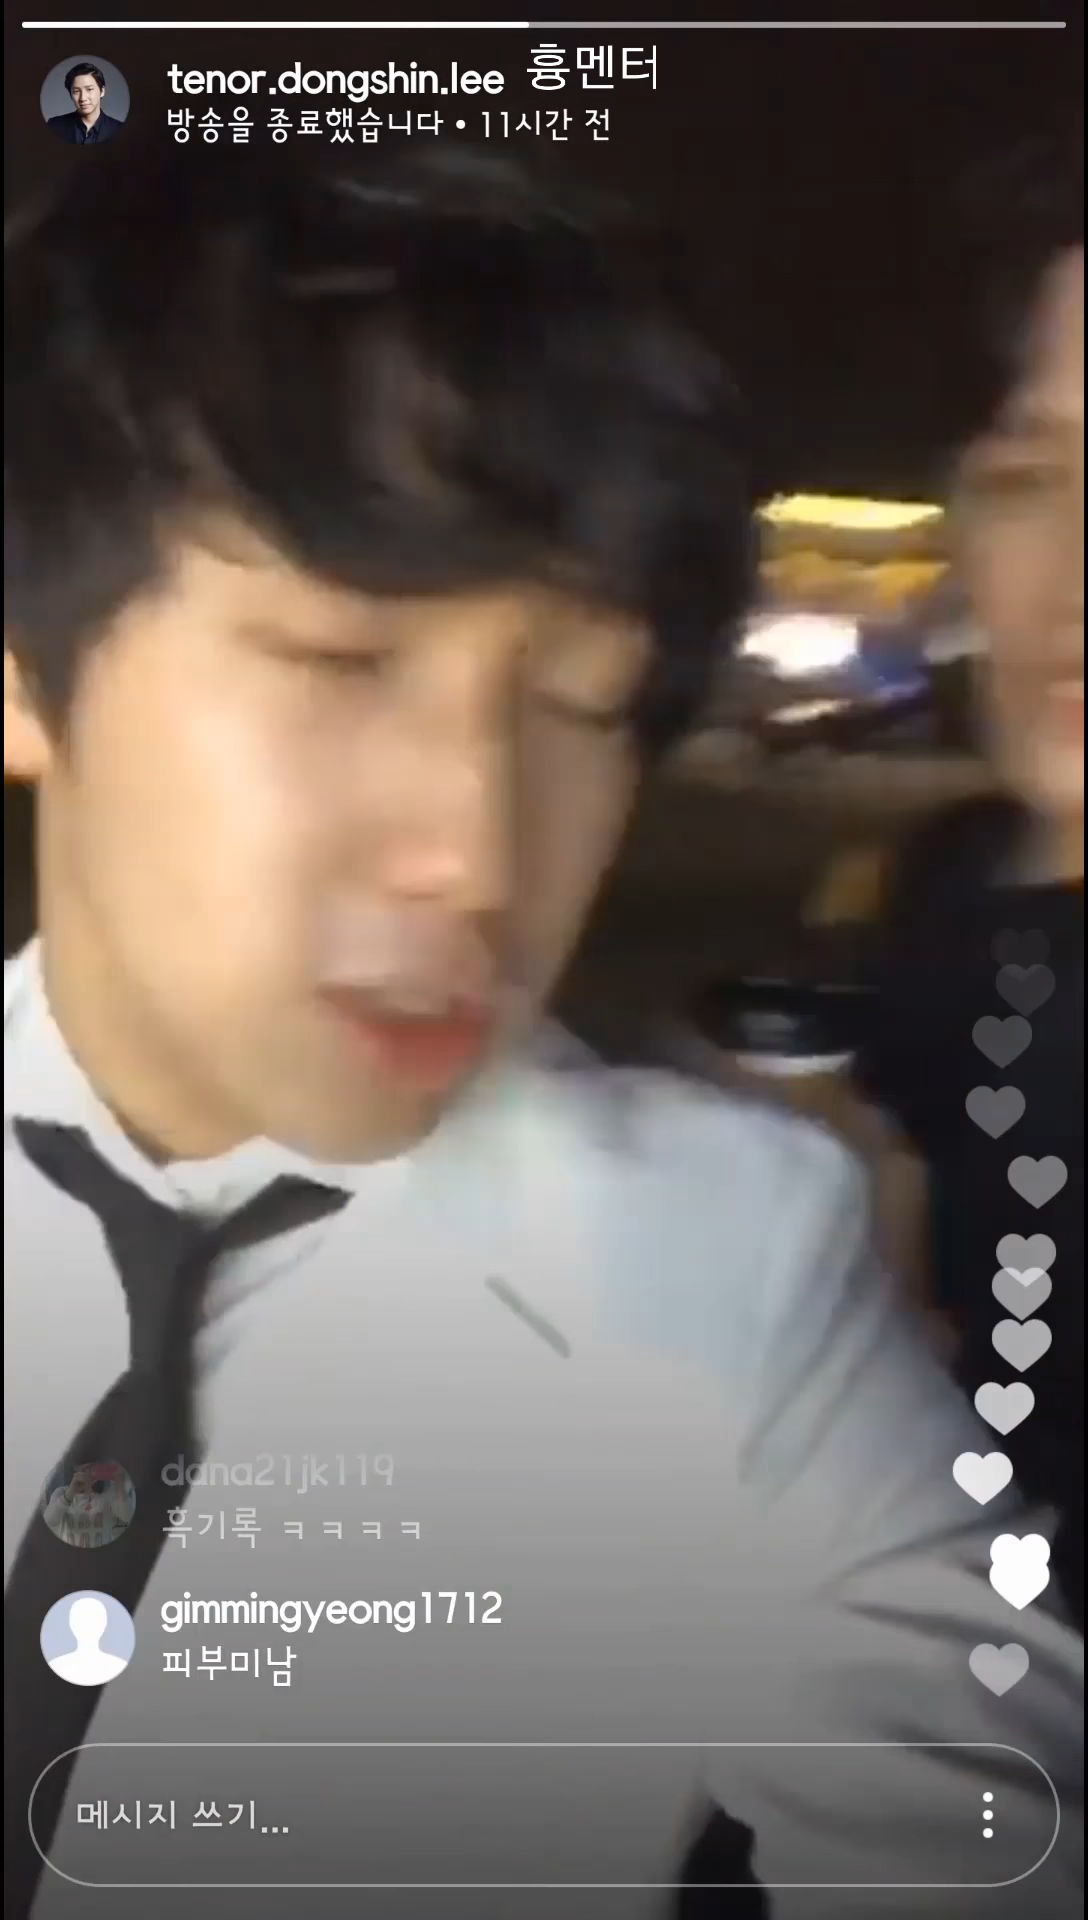 tenor.dongshin.lee 흉멘터
방송을 종료했습니다 • 11시간 전
dana21jk119
흑기록 ㅋㅋㅋㅋ
gimmingyeong1712
피부미남
메시지 쓰기...